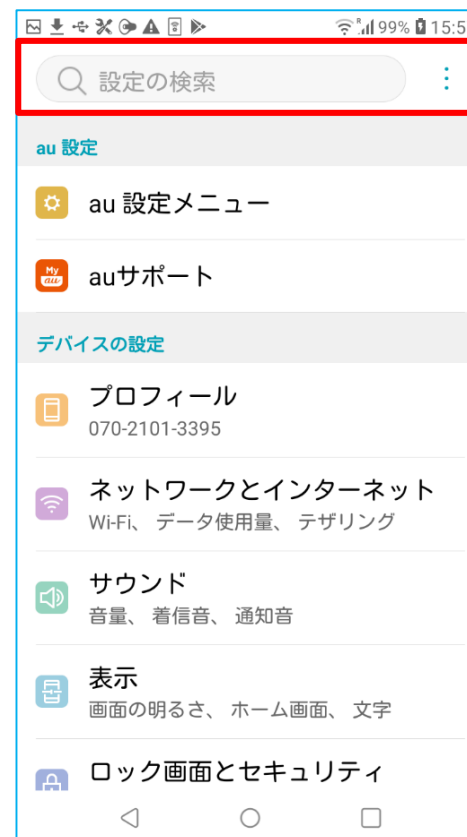 99% 15:5
設定の検索
au 設定
au 設定メニュー
My au
auサポート
デバイスの設定
プロフィール
070-2101-3395
ネットワークとインターネット
Wi-Fi、 データ使用量、 テザリング
サウンド
音量、 着信音、 通知音
表示
画面の明るさ、 ホーム画面、 文字
ロック画面とセキュリティ